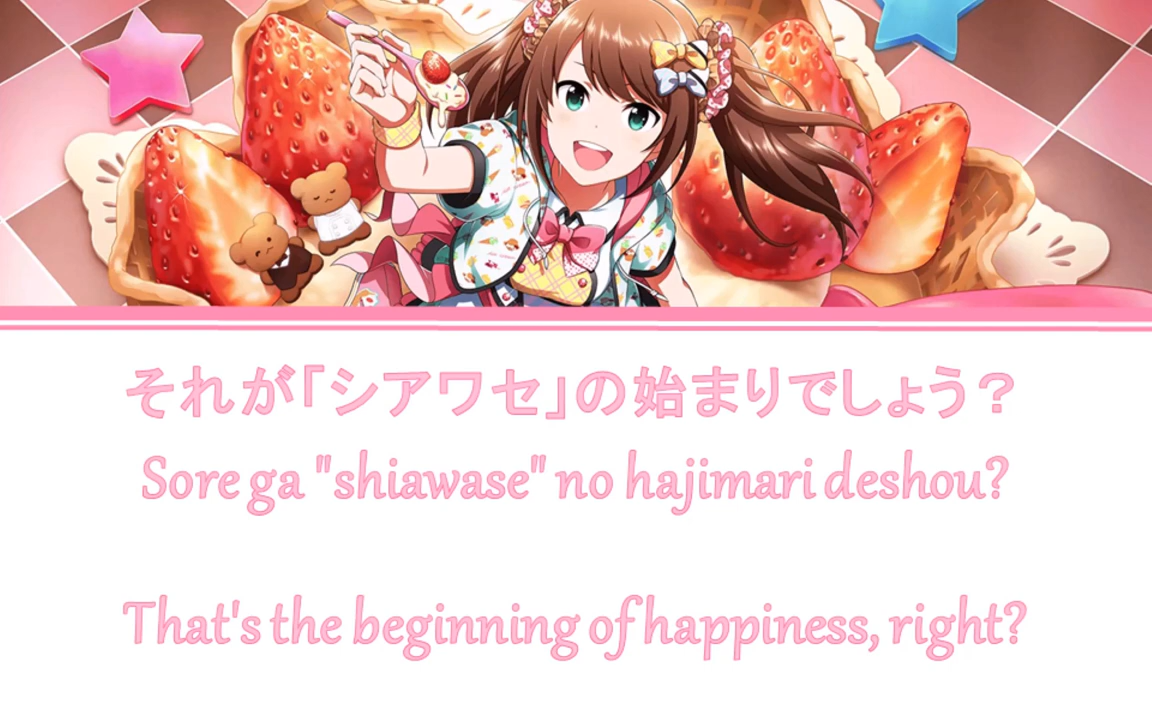 それが「シアワセ」の始まりでしょう？
Sore ga "shiawase" no hajimari deshou?
That's the beginning of happiness, right?